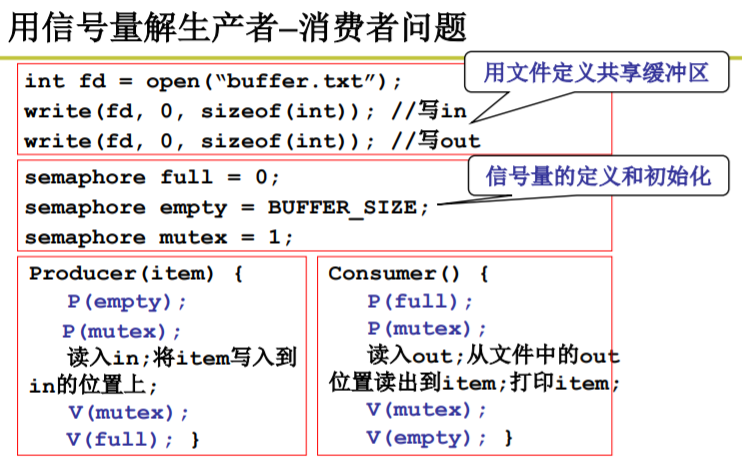 用信号量解生产者–消费者问题
int fd = open(“buffer.txt”);
write(fd, 0, sizeof(int)); //写in
write(fd, 0, sizeof(int)); //写out
用文件定义共享缓冲区
semaphore full = 0;
semaphore empty = BUFFER_SIZE;
semaphore mutex = 1;
信号量的定义和初始化
Producer(item) {
P(empty);
P(mutex);
读入in;将item写入到
in的位置上;
V(mutex);
V(full); }
Consumer() {
P(full);
P(mutex);
读入out;从文件中的out
位置读出到item;打印item;
V(mutex);
V(empty); }